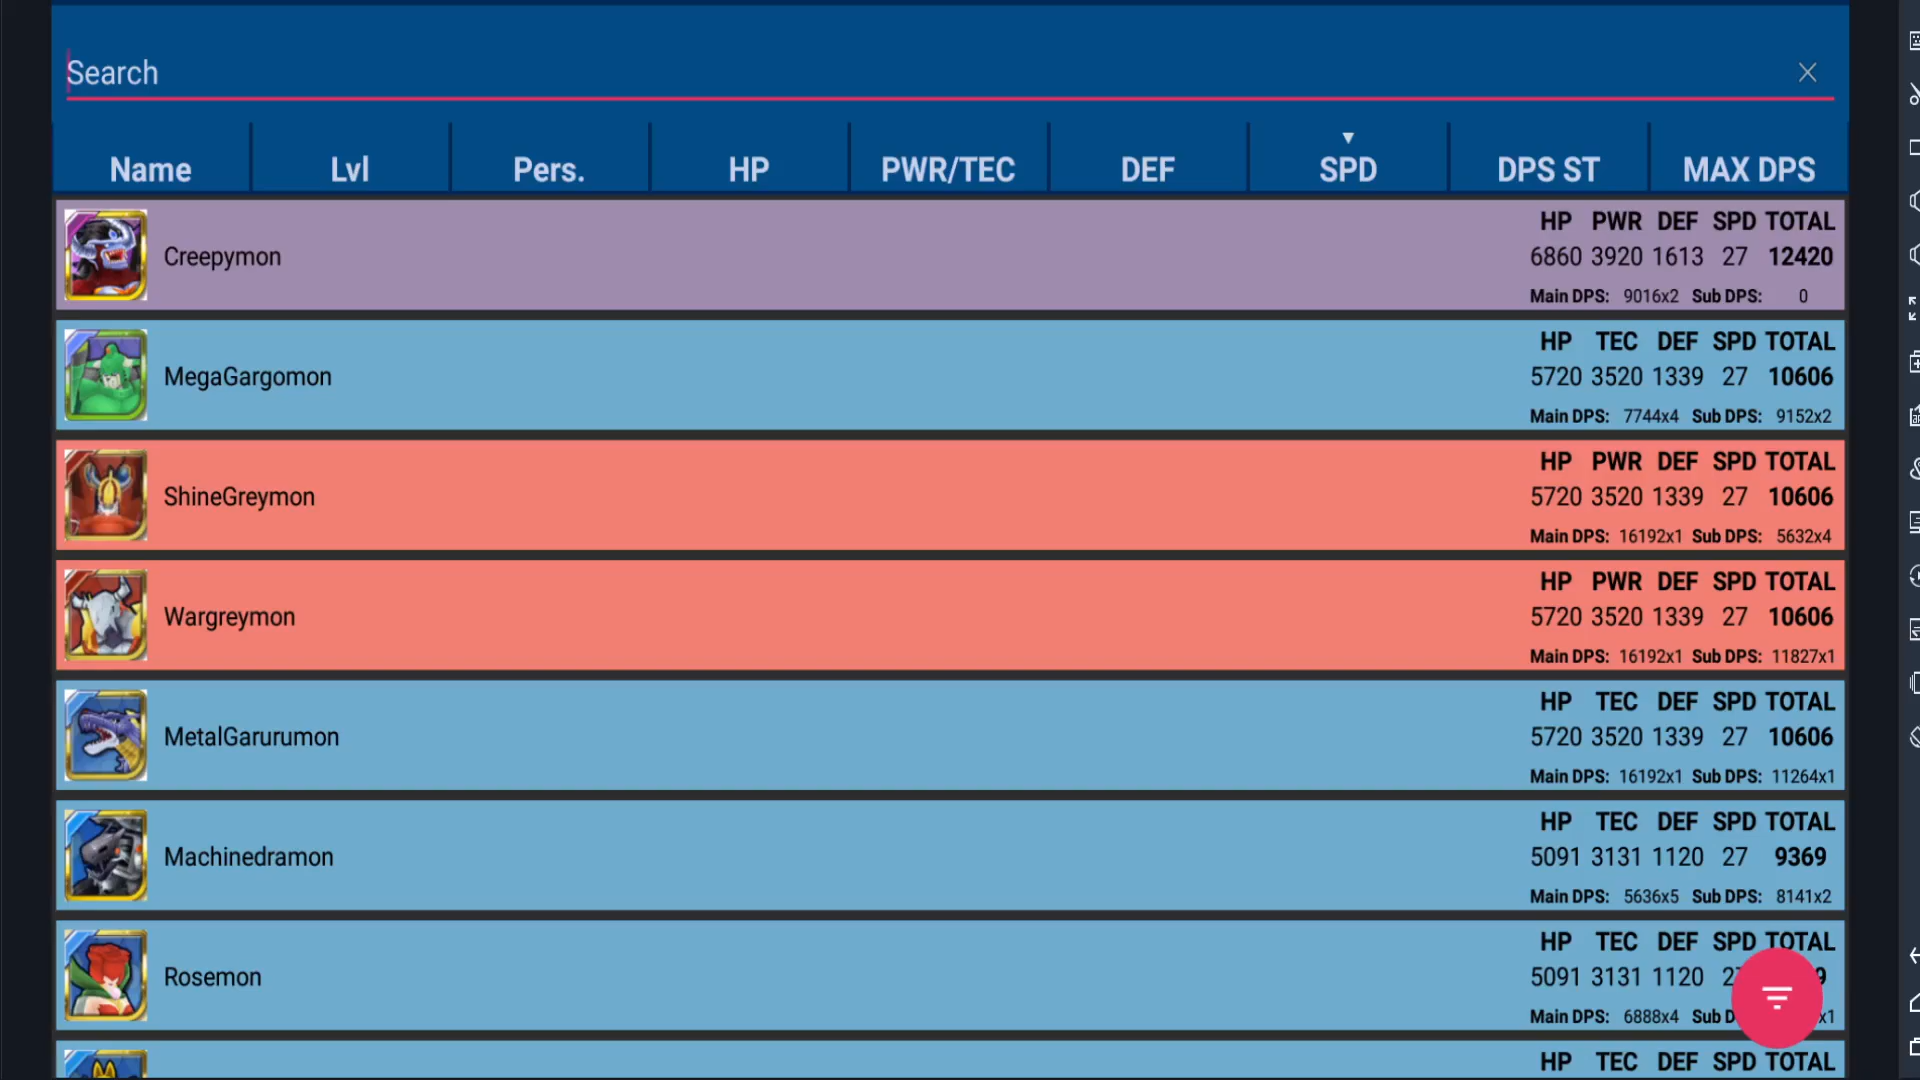 Search
Name Lvl Pers. HP PWR/TEC DEF SPD DPS ST MAX DPS
HP PWR DEF SPD TOTAL
Creepymon 6860 3920 1613 27 12420
Main DPS: 9016x2 Sub DPS: 0
HP TEC DEF SPD TOTAL
MegaGargomon 5720 3520 1339 27 10606
Main DPS: 7744x4 Sub DPS: 9152x2
HP PWR DEF SPD TOTAL
ShineGreymon 5720 3520 1339 27 10606
Main DPS: 16192x1 Sub DPS: 5632x4
HP PWR DEF SPD TOTAL
Wargreymon 5720 3520 1339 27 10606
Main DPS: 16192x1 Sub DPS: 11827x1
HP TEC DEF SPD TOTAL
MetalGarurumon 5720 3520 1339 27 10606
Main DPS: 16192x1 Sub DPS: 11264x1
HP TEC DEF SPD TOTAL
Machinedramon 5091 3131 1120 27 9369
Main DPS: 5636x5 Sub DPS: 8141x2
HP TEC DEF SPD TOTAL
Rosemon 5091 3131 1120
Main DPS: 6888x4 Sub
HP TEC DEF SPD TOTAL